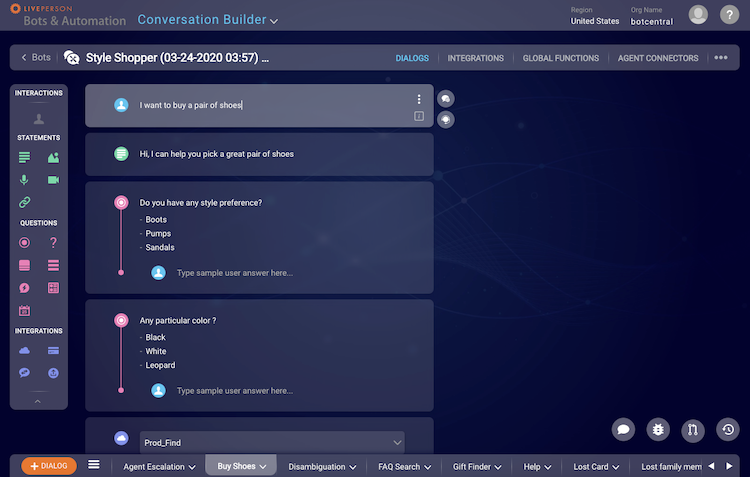 LIVEPERSON
Bots & Automation
Conversation Builder
Region
United States
Org Name
botcentral
?
Bots
Style Shopper (03-24-2020 03:57) ...
DIALOGS
INTEGRATIONS
GLOBAL FUNCTIONS
AGENT CONNECTORS
INTERACTIONS
STATEMENTS
QUESTIONS
?
INTEGRATIONS
I want to buy a pair of shoes
Hi, I can help you pick a great pair of shoes
Do you have any style preference?
- Boots
- Pumps
- Sandals
Type sample user answer here...
Any particular color ?
- Black
- White
- Leopard
Type sample user answer here...
Prod_Find
+ DIALOG
Agent Escalation
Buy Shoes
Disambiguation
FAQ Search
Gift Finder
Help
Lost Card
Lost family mem